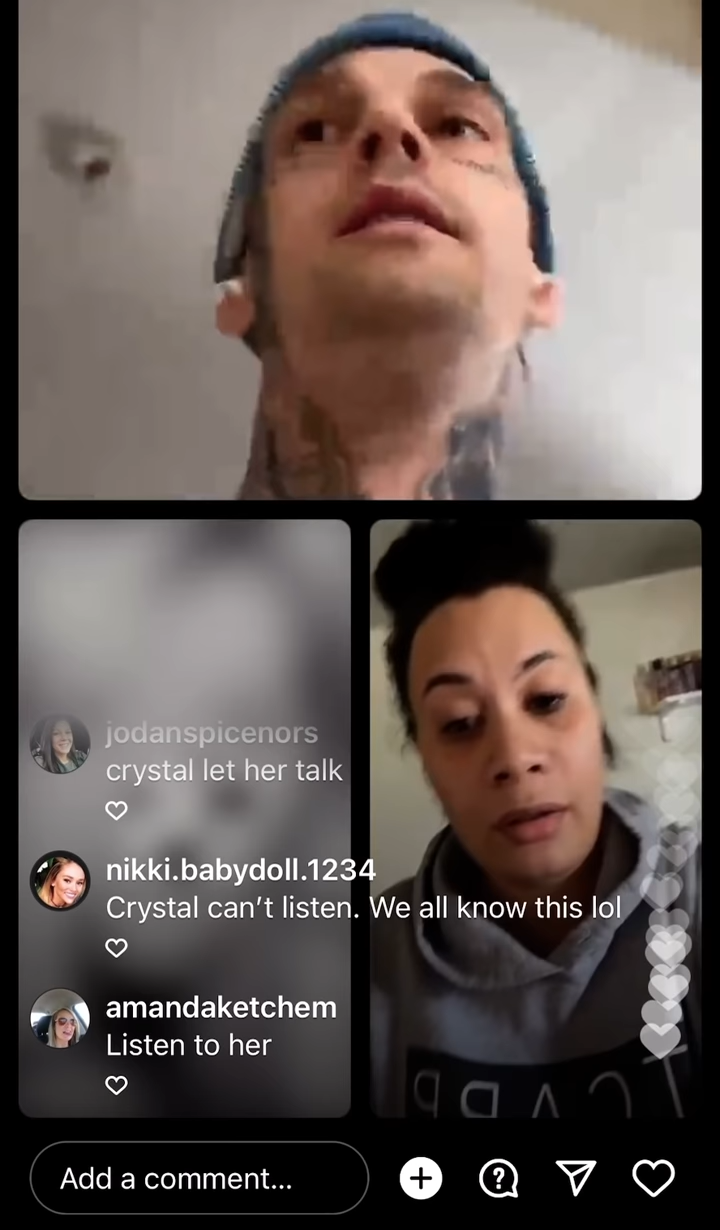 jodanspicenors
crystal let her talk
nikki.babydoll.1234
Crystal can't listen. We all know this lol
amandaketchem
Listen to her
Add a comment...